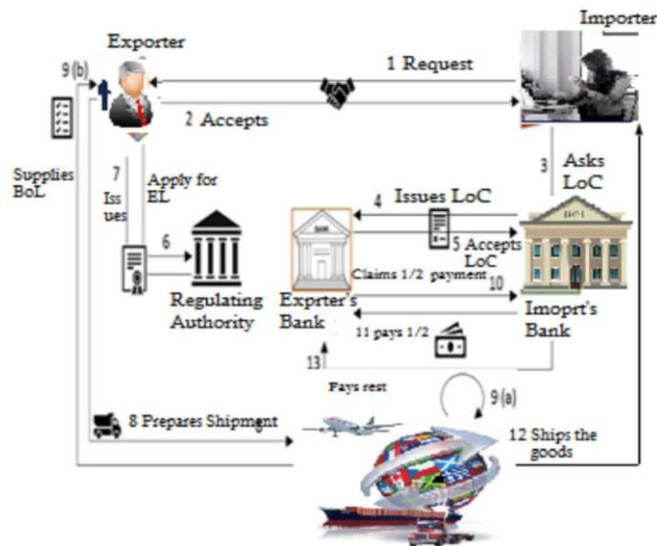 Importer
Exporter
9 (b)
1 Request
2 Accepts
Supplies
BoL
7
Iss
ues
Apply for
EL
3
Asks
LoC
4
Issues LoC
5 Accepts
LoC
6
Regulating
Authority
Claims 1/2 payment
10
Exprter's
Bank
Imoprt's
Bank
11 pays 1/2
13
Pays rest
9 (a)
8 Prepares Shipment
12 Ships the
goods